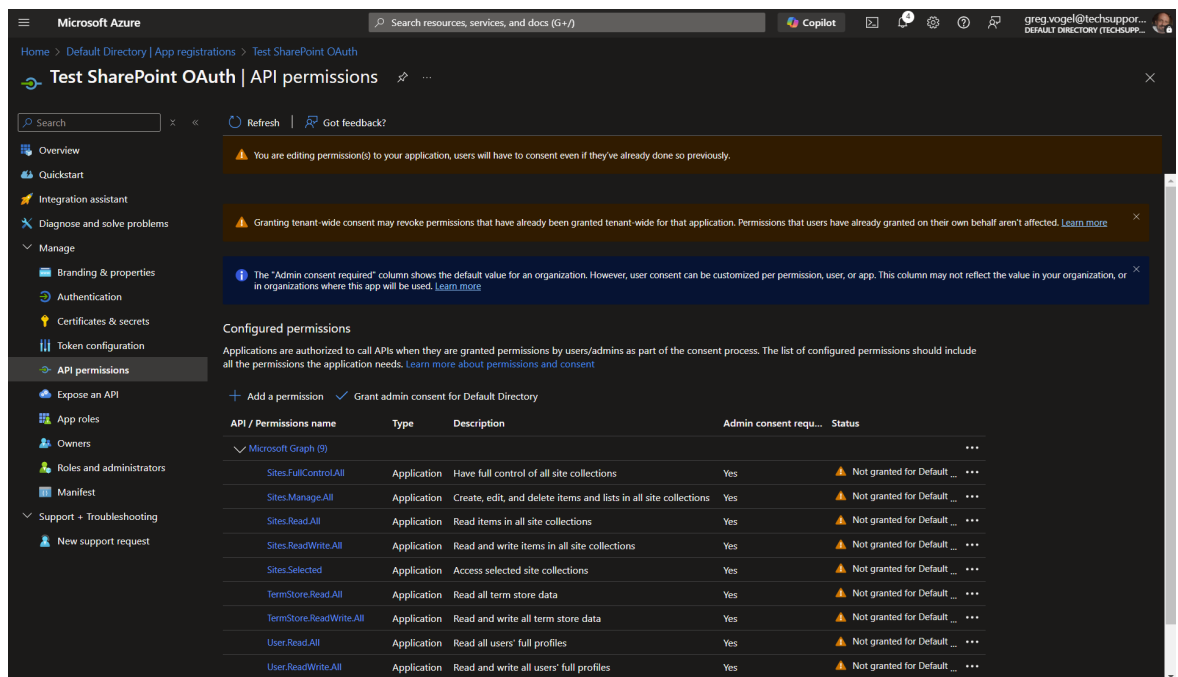 Microsoft Azure
Search resources, services, and docs (G+/)
Copilot
4
greg.vogel@techsuppor...
DEFAULT DIRECTORY (TECHSUPP...
Home > Default Directory | App registrations > Test SharePoint OAuth
Test SharePoint OAuth | API permissions
Search
Refresh
Got feedback?
Overview
Quickstart
Integration assistant
Diagnose and solve problems
Manage
Branding & properties
Authentication
Certificates & secrets
Token configuration
API permissions
Expose an API
App roles
Owners
Roles and administrators
Manifest
Support + Troubleshooting
New support request
You are editing permission(s) to your application, users will have to consent even if they've already done so previously.
Granting tenant-wide consent may revoke permissions that have already been granted tenant-wide for that application. Permissions that users have already granted on their own behalf aren't affected. Learn more
The "Admin consent required" column shows the default value for an organization. However, user consent can be customized per permission, user, or app. This column may not reflect the value in your organization, or
in organizations where this app will be used. Learn more
Configured permissions
Applications are authorized to call APIs when they are granted permissions by users/admins as part of the consent process. The list of configured permissions should include
all the permissions the application needs. Learn more about permissions and consent
Add a permission
Grant admin consent for Default Directory
API / Permissions name Type Description Admin consent requ... Status
Microsoft Graph (9)
Sites.FullControl.All Application Have full control of all site collections Yes Not granted for Default ...
Sites.Manage.All Application Create, edit, and delete items and lists in all site collections Yes Not granted for Default ...
Sites.Read.All Application Read items in all site collections Yes Not granted for Default ...
Sites.ReadWrite.All Application Read and write items in all site collections Yes Not granted for Default ...
Sites.Selected Application Access selected site collections Yes Not granted for Default ...
TermStore.Read.All Application Read all term store data Yes Not granted for Default ...
TermStore.ReadWrite.All Application Read and write all term store data Yes Not granted for Default ...
User.Read.All Application Read all users' full profiles Yes Not granted for Default ...
User.ReadWrite.All Application Read and write all users' full profiles Yes Not granted for Default ...